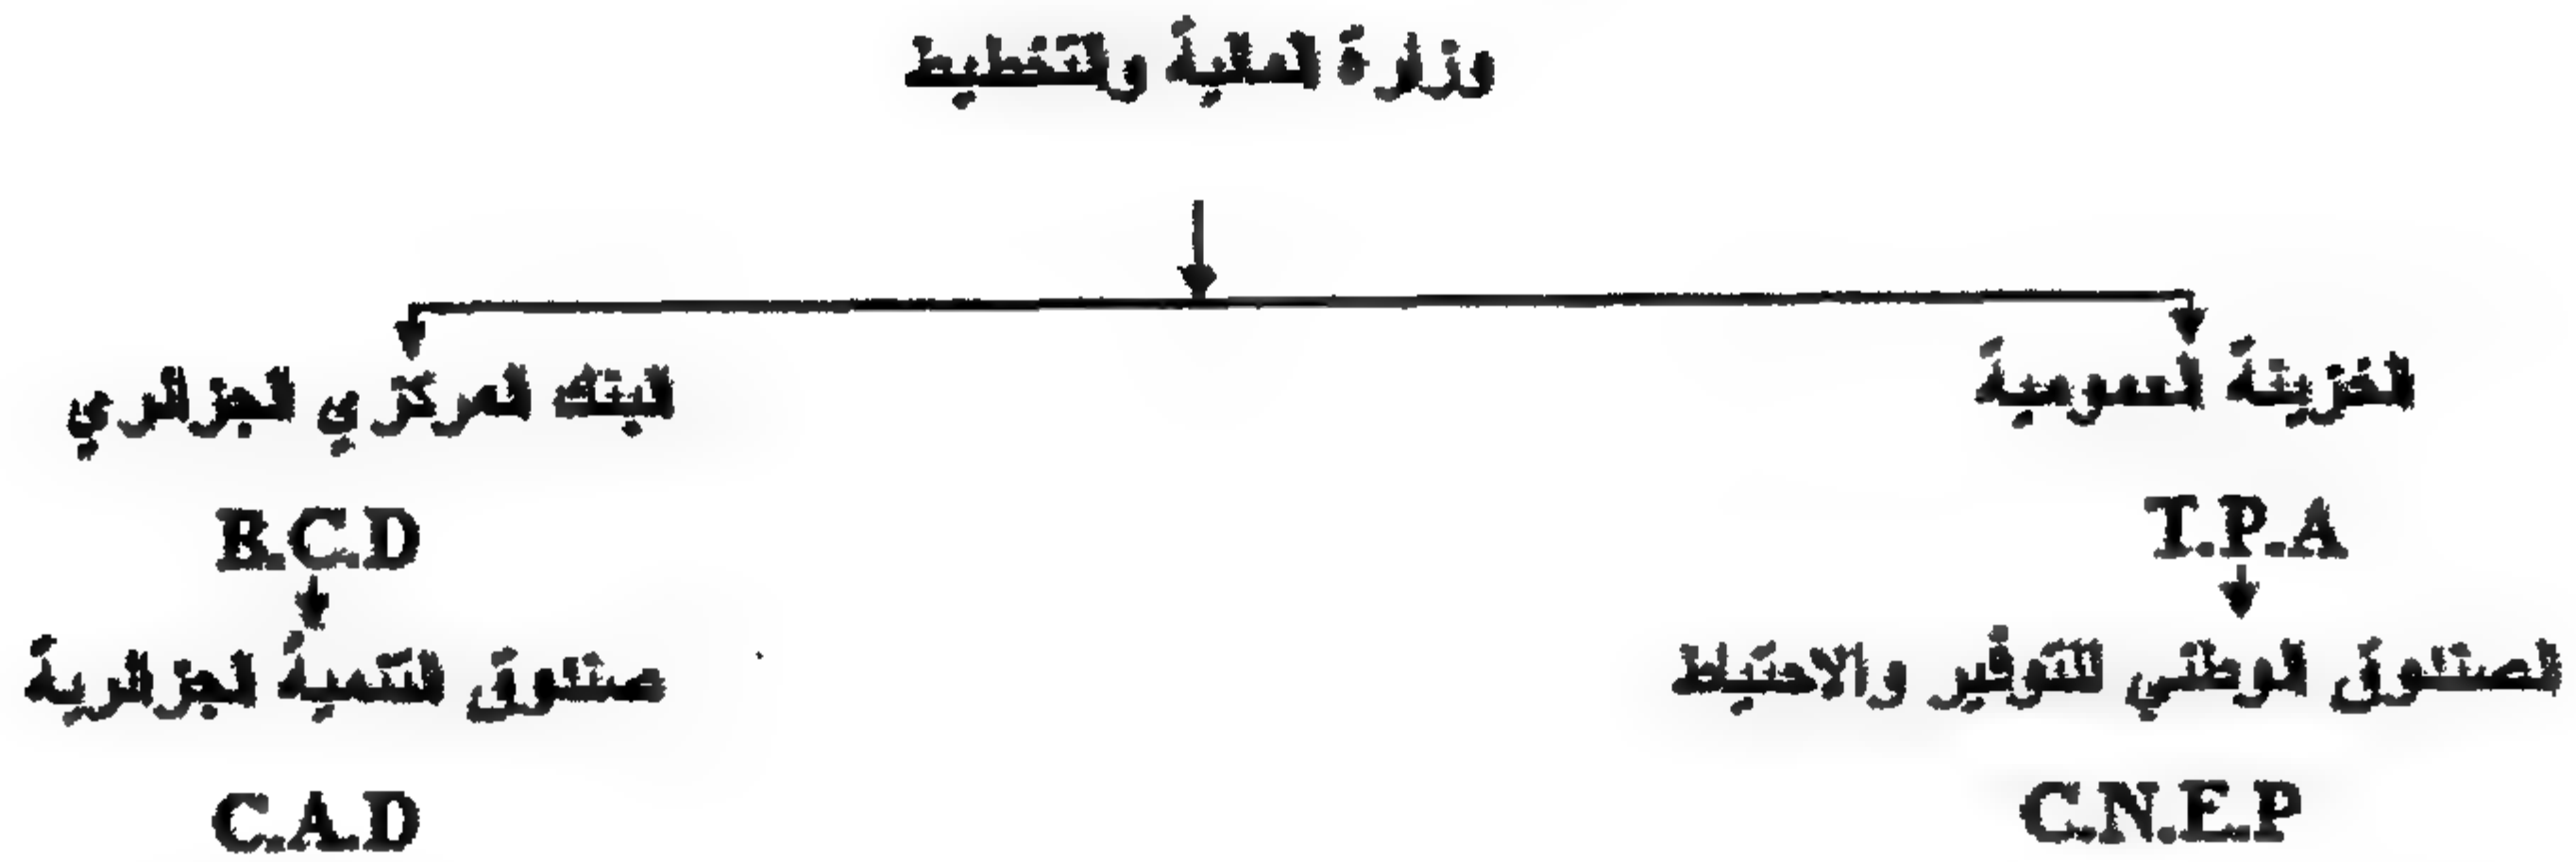 وزارة المالية والتخطيط
الخزينة العمومية
البنك المركزي الجزائري
T.P.A
B.C.D
الصندوق الوطني للتوفير والاحتياط
صندوق التنمية الجزائرية
C.N.E.P
C.A.D